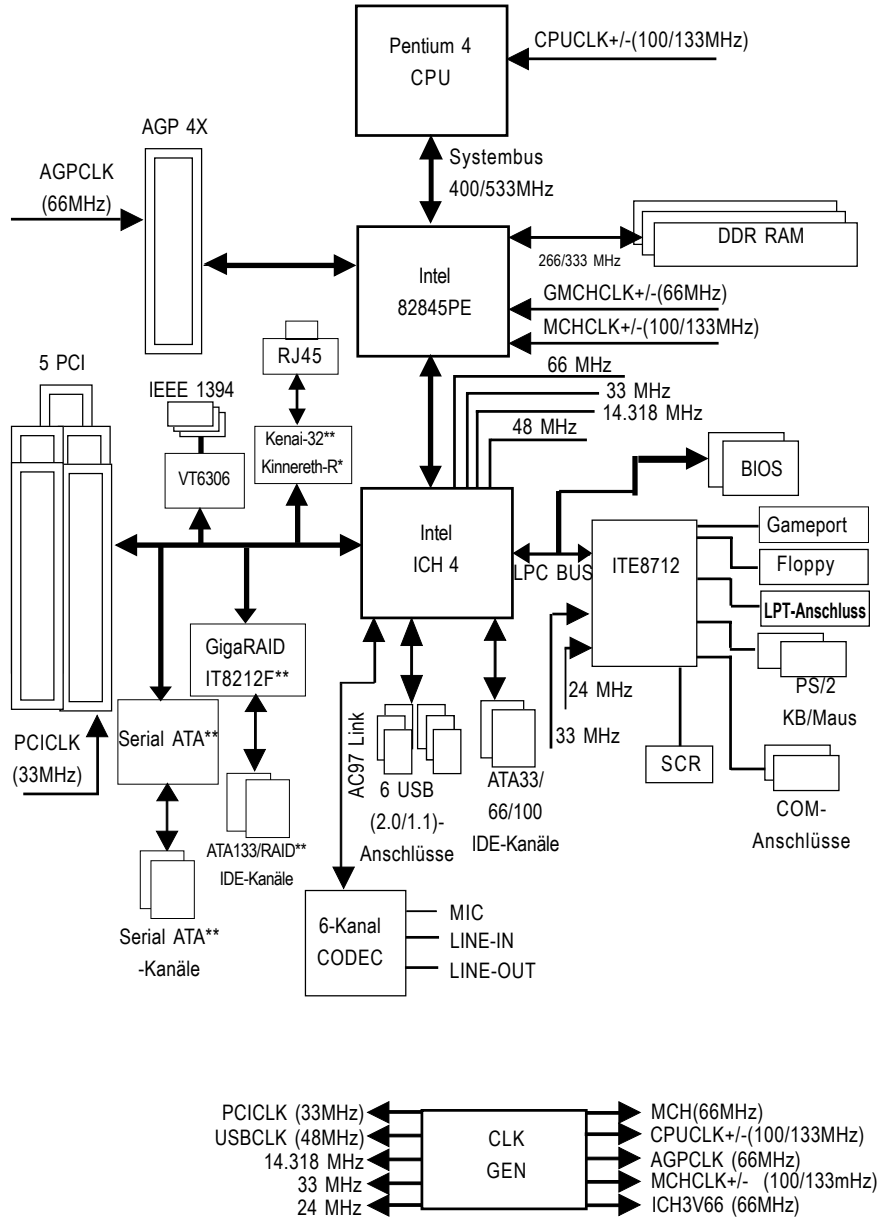 Pentium 4
CPU
CPUCLK+/-(100/133MHz)
AGP 4X
AGPCLK
(66MHz)
Systembus
400/533MHz
DDR RAM
266/333 MHz
Intel
82845PE
GMCHCLK+/-(66MHz)
MCHCLK+/-(100/133MHz)
RJ45
66 MHz
33 MHz
14.318 MHz
48 MHz
5 PCI
IEEE 1394
VT6306
Kenai-32**
Kinnereth-R*
BIOS
Intel
ICH 4
LPC BUS
ITE8712
Gameport
Floppy
LPT-Anschluss
PS/2
KB/Maus
24 MHz
33 MHz
SCR
COM-
Anschlüsse
GigaRAID
IT8212F**
Serial ATA**
PCICLK
(33MHz)
AC97 Link
6 USB
(2.0/1.1)-
Anschlüsse
ATA33/
66/100
IDE-Kanäle
ATA133/RAID**
IDE-Kanäle
Serial ATA**
-Kanäle
6-Kanal
CODEC
MIC
LINE-IN
LINE-OUT
CLK
GEN
PCICLK (33MHz)
USBCLK (48MHz)
14.318 MHz
33 MHz
24 MHz
MCH(66MHz)
CPUCLK+/-(100/133MHz)
AGPCLK (66MHz)
MCHCLK+/- (100/133mHz)
ICH3V66 (66MHz)